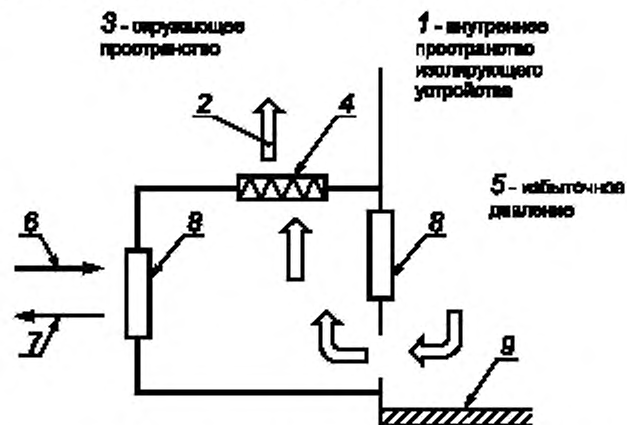 3 - окружающее
пространство
1 - внутреннее
пространство
изолирующего
устройства
2
4
5 - избыточное
давление
6
8
8
7
9